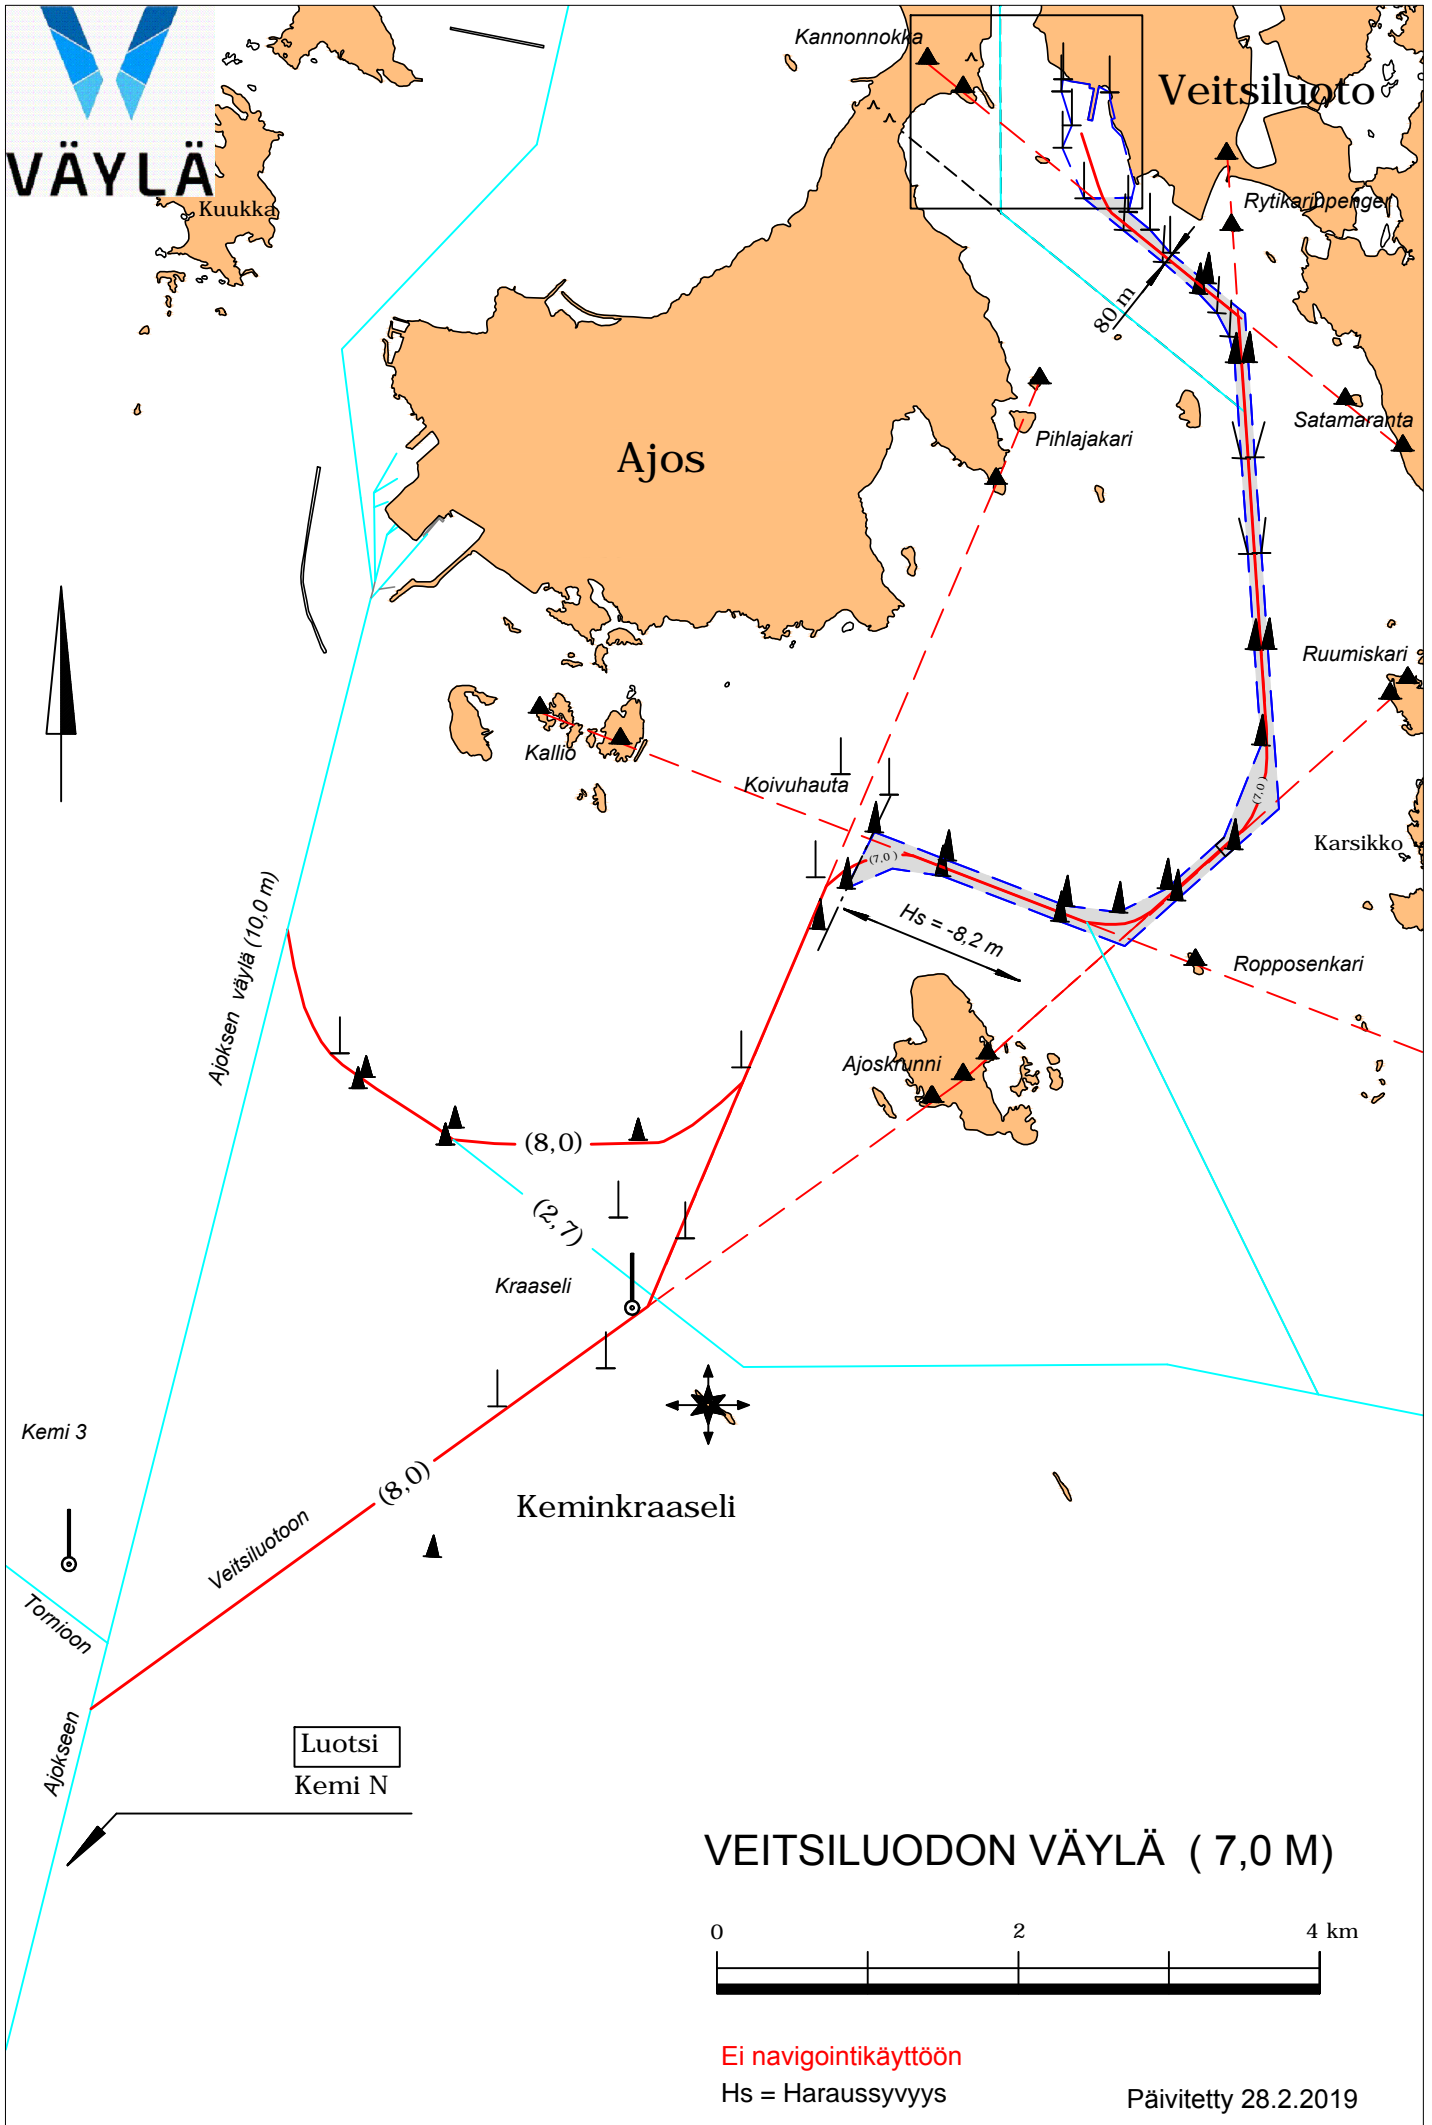 VÄYLÄ
Kuukka
Kannonnokka
Veitsiluoto
Rytikarinpenger
80 m
Satamaranta
Pihlajakari
Ajos
Ruumiskari
Kallio
Koivuhauta
(7,0)
Karsikko
(7,0)
Hs = -8,2 m
Ropposenkari
Ajoksen väylä (10,0 m)
Ajoskrunni
(8,0)
(2,7)
Kraaseli
Kemi 3
(8,0)
Keminkraaseli
Veitsiluotoon
Tornioon
Ajokseen
Luotsi
Kemi N
VEITSILUODON VÄYLÄ ( 7,0 M)
0 2 4 km
Ei navigointikäyttöön
Hs = Haraussyvyys
Päivitetty 28.2.2019